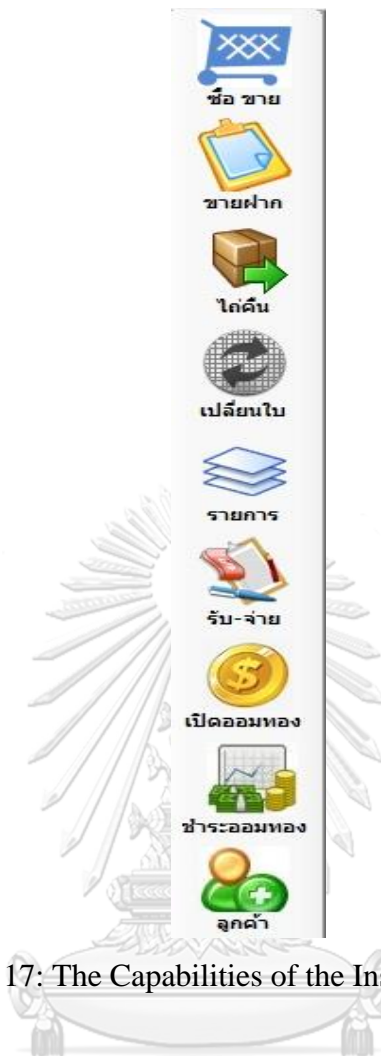 ซื้อ ขาย
ขายฝาก
ไถ่คืน
เปลี่ยนใบ
รายการ
รับ-จ่าย
เปิดออมทอง
ชำระออมทอง
ลูกค้า
17: The Capabilities of the In